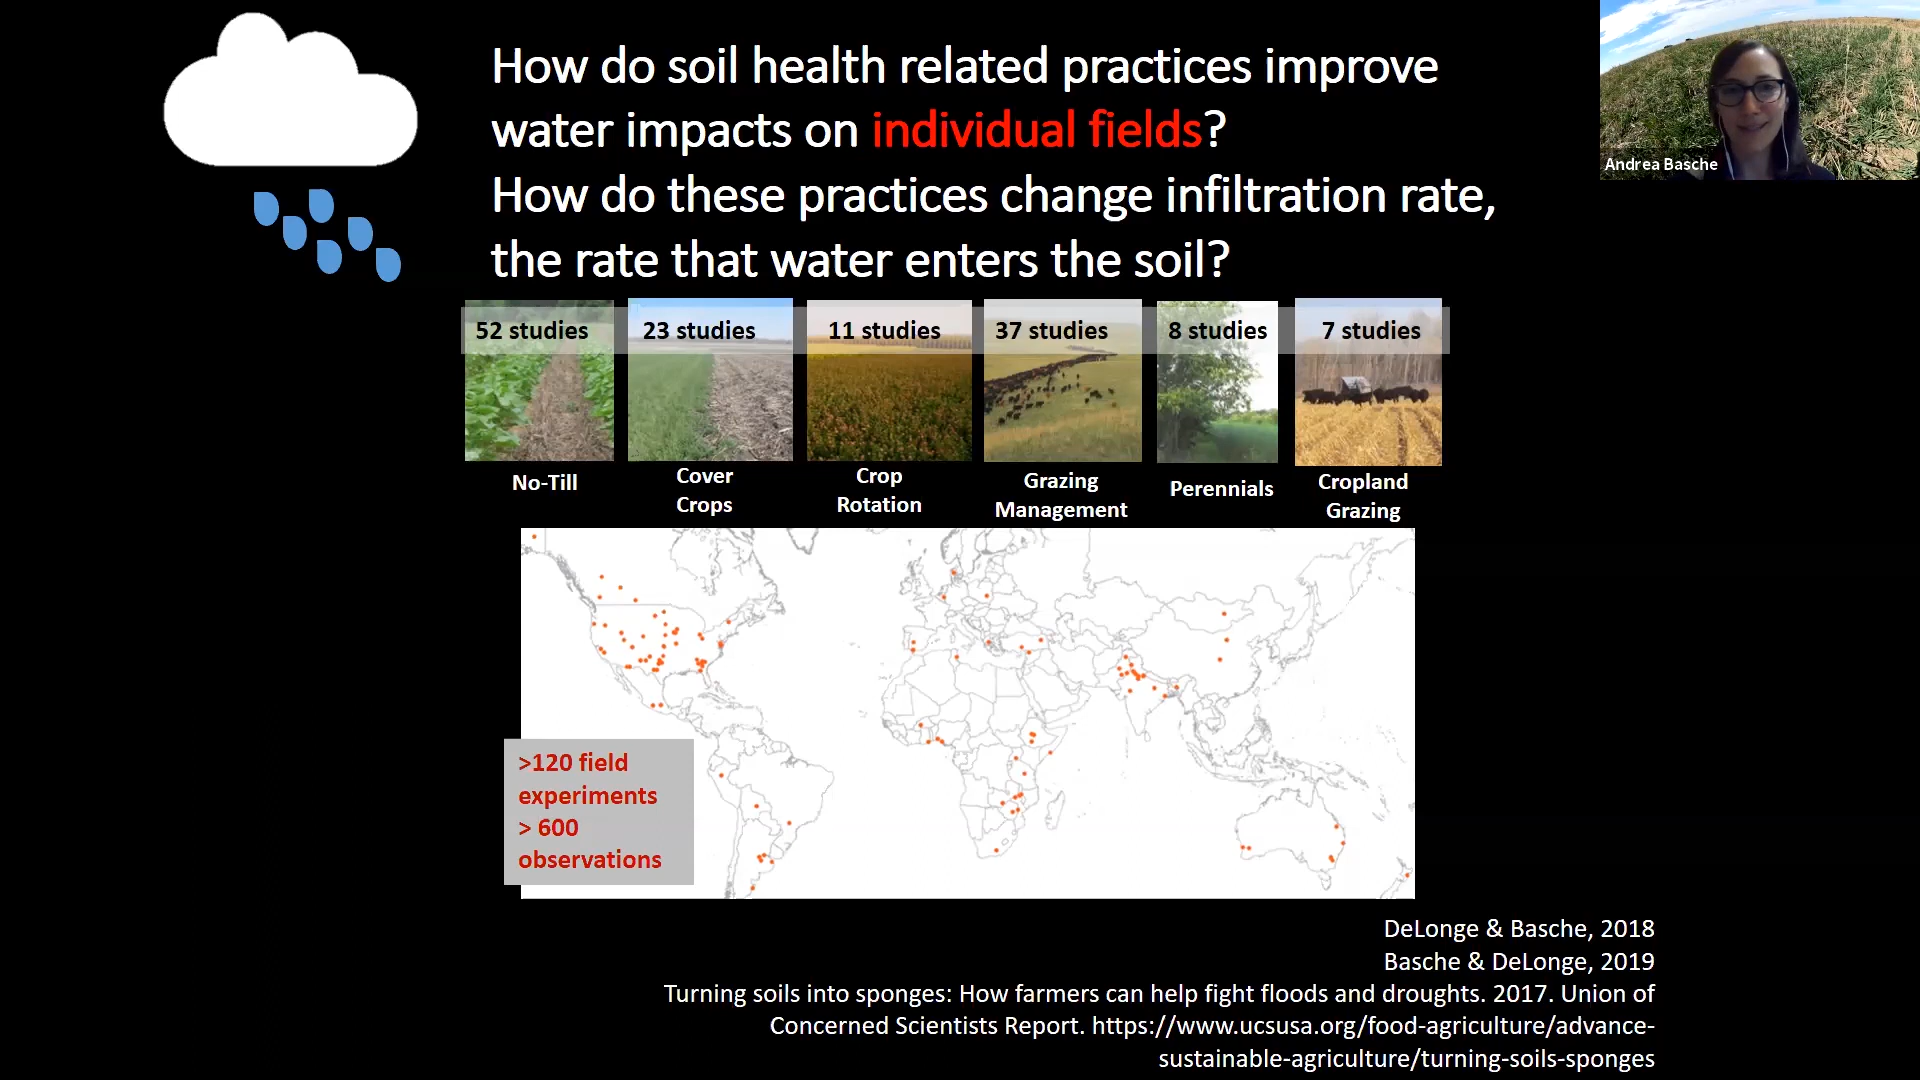 How do soil health related practices improve
water impacts on individual fields?
How do these practices change infiltration rate,
the rate that water enters the soil?
Andrea Basche
52 studies
23 studies
11 studies
37 studies
8 studies
7 studies
No-Till
Cover
Crops
Crop
Rotation
Grazing
Management
Perennials
Cropland
Grazing
>120 field
experiments
> 600
observations
DeLonge & Basche, 2018
Basche & DeLonge, 2019
Turning soils into sponges: How farmers can help fight floods and droughts. 2017. Union of
Concerned Scientists Report. https://www.ucsusa.org/food-agriculture/advance-
sustainable-agriculture/turning-soils-sponges